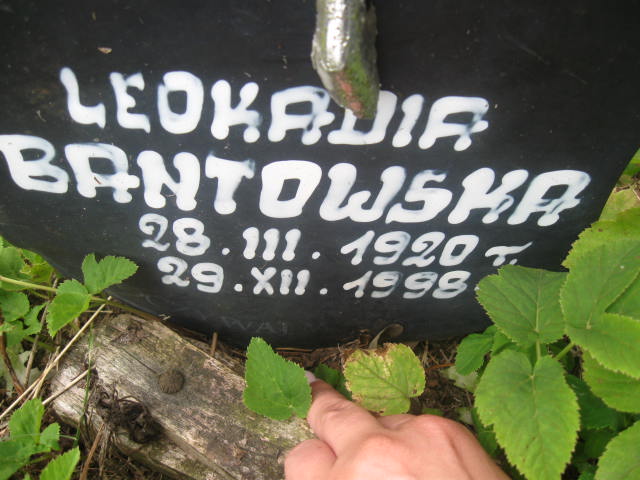 LEOKADIA
BANTOWSKA
28.III.1920 r.
29.XII.1998